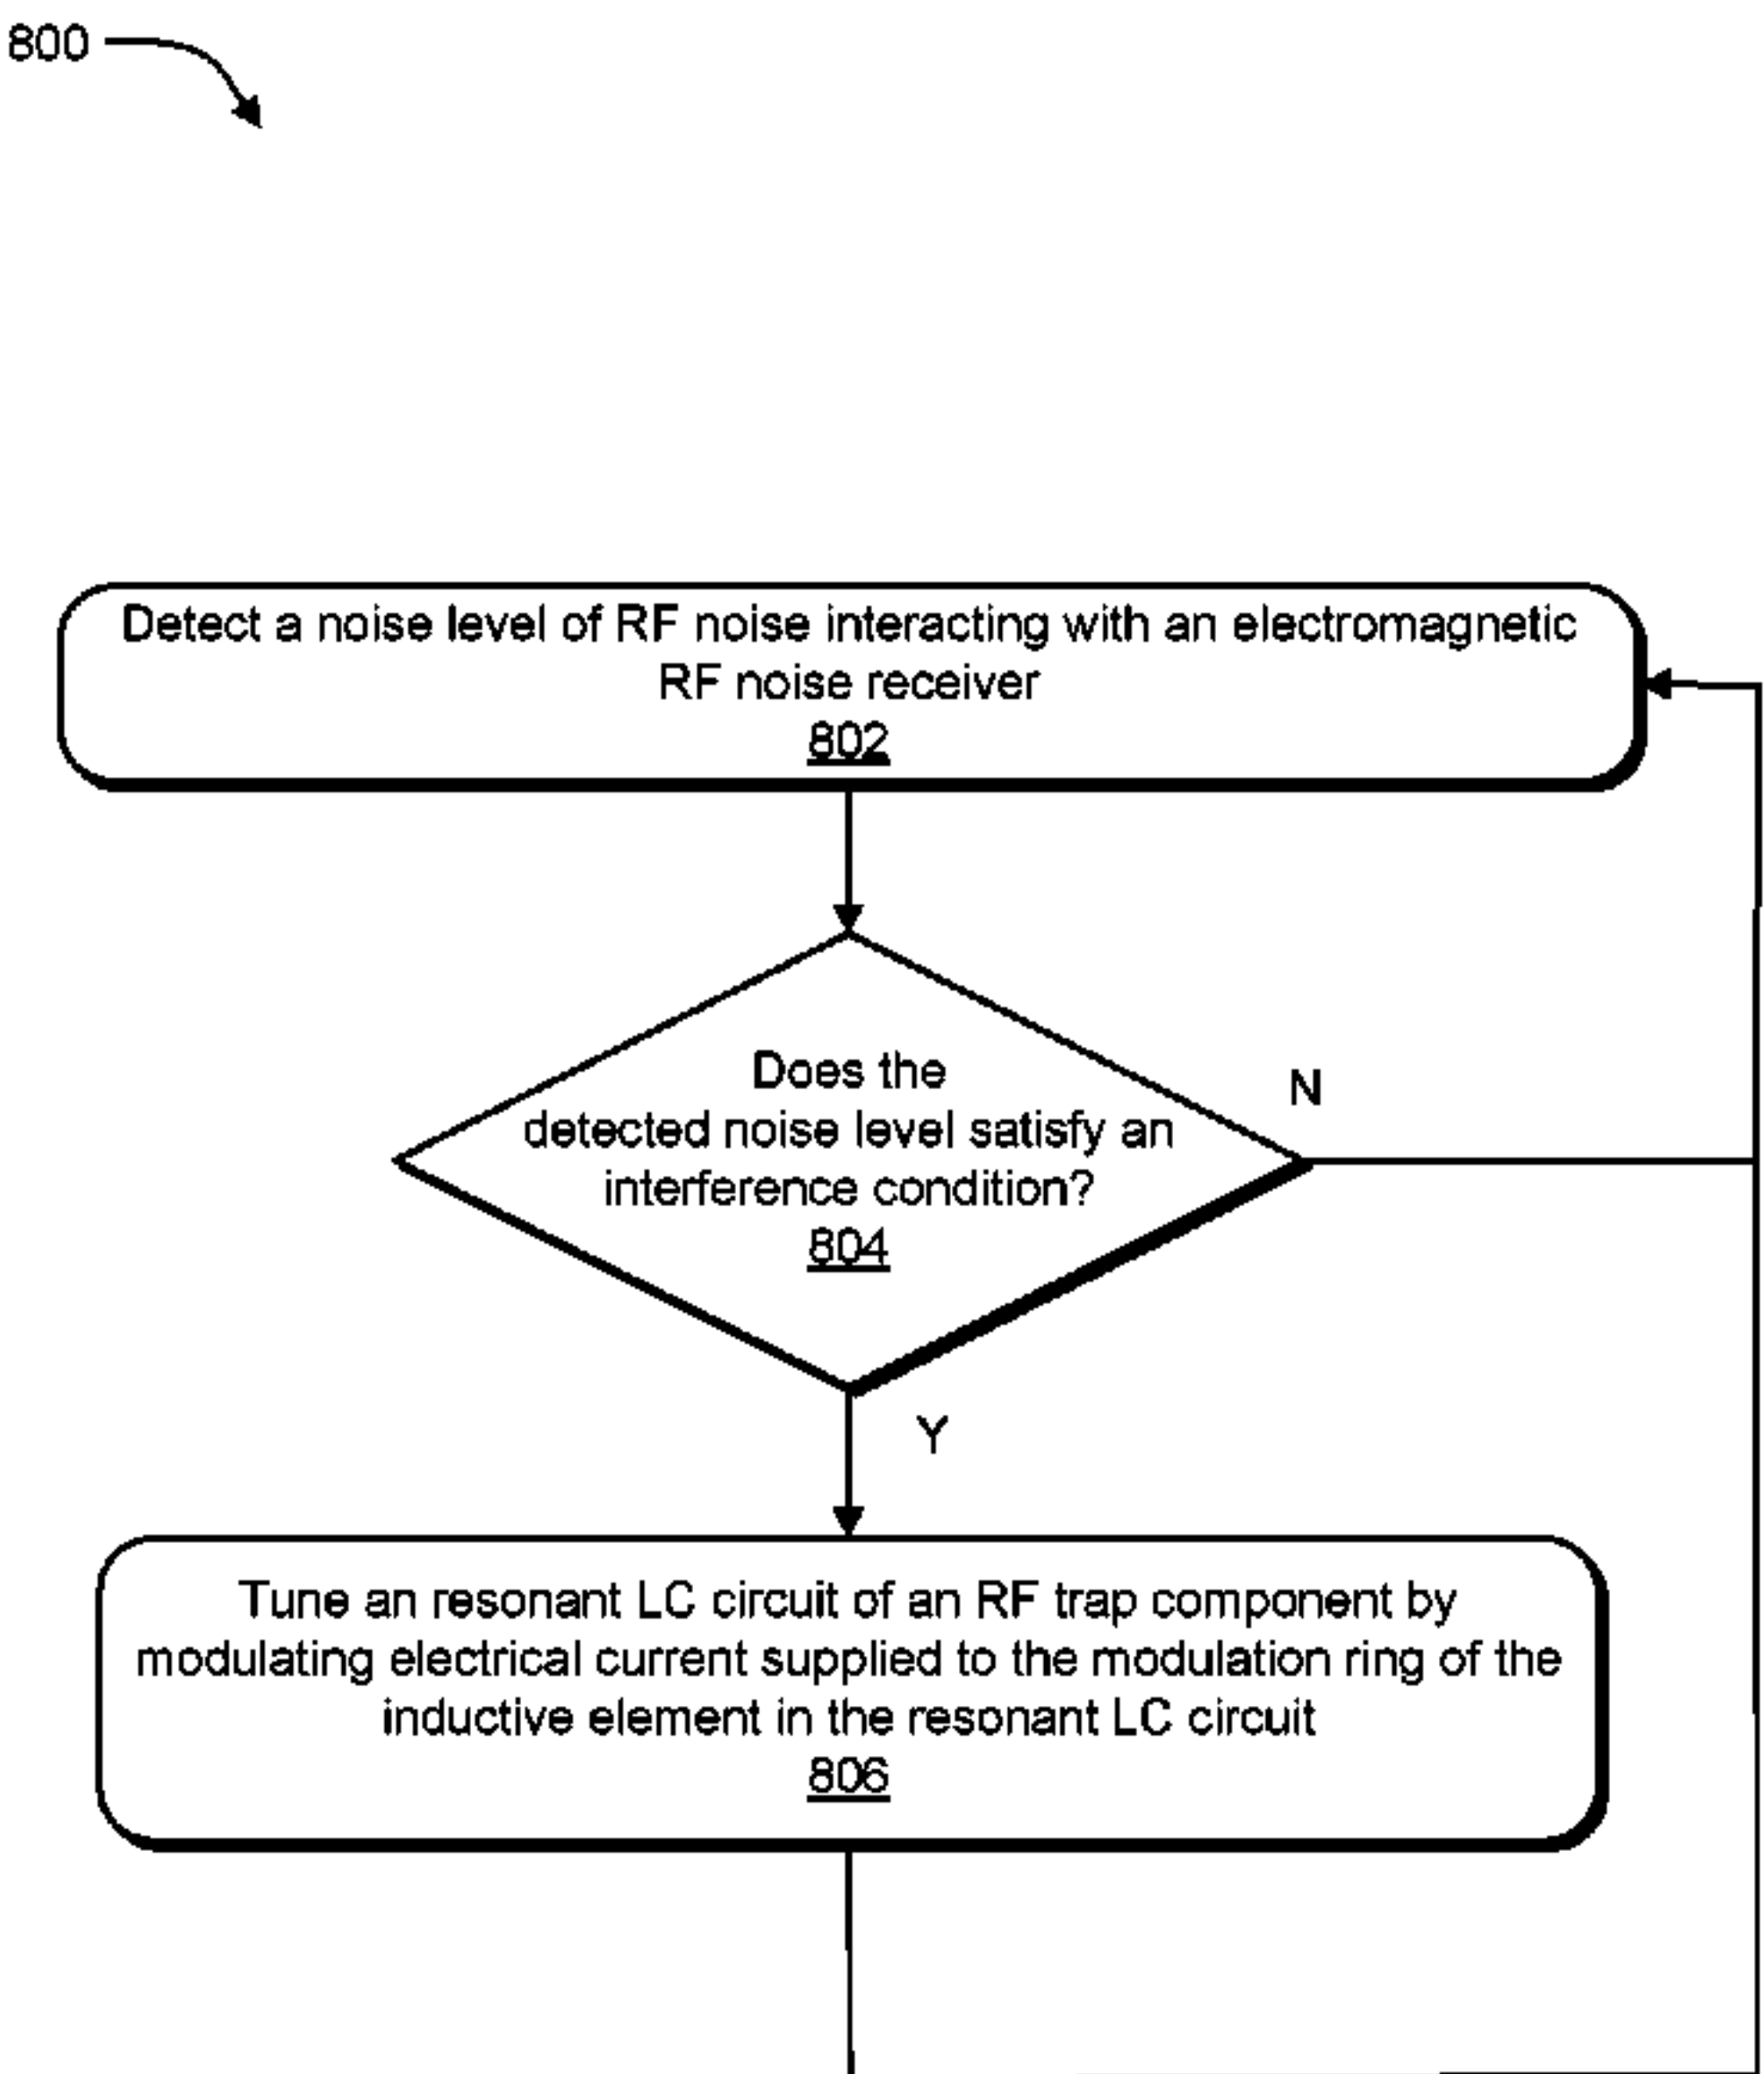 800
Detect a noise level of RF noise interacting with an electromagnetic
RF noise receiver
802
Does the
detected noise level satisfy an
interference condition?
804
N
Y
Tune an resonant LC circuit of an RF trap component by
modulating electrical current supplied to the modulation ring of the
inductive element in the resonant LC circuit
806